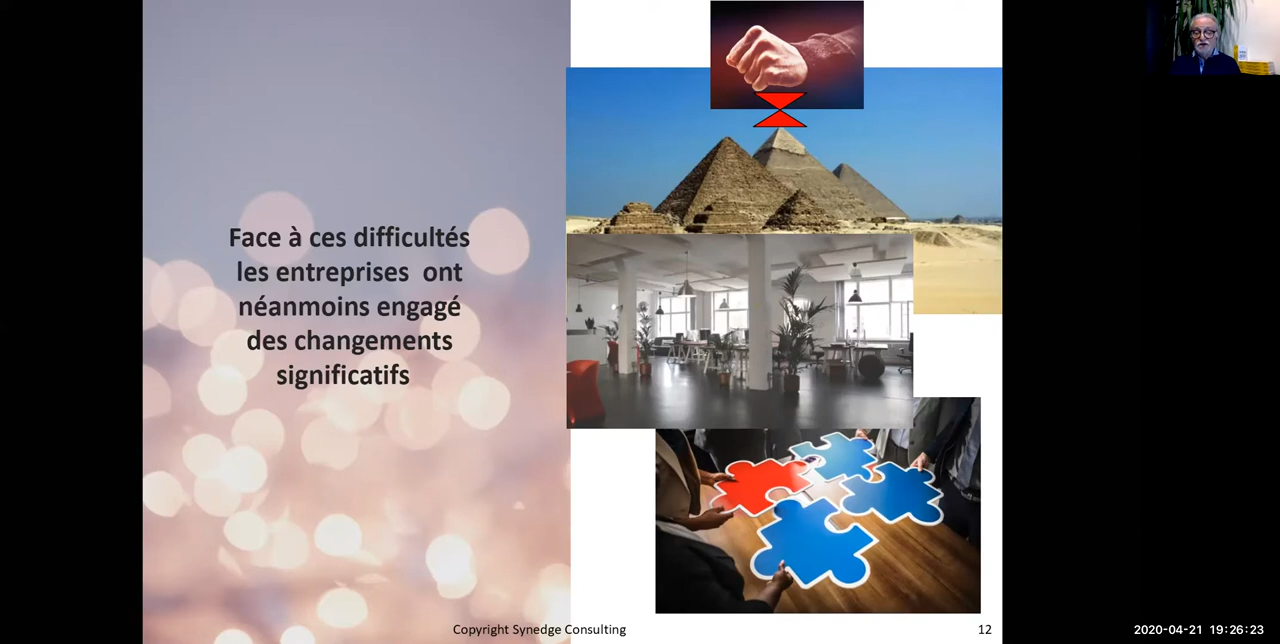 Face à ces difficultés
les entreprises ont
néanmoins engagé
des changements
significatifs
Copyright Synedge Consulting
12
2020-04-21 19:26:23